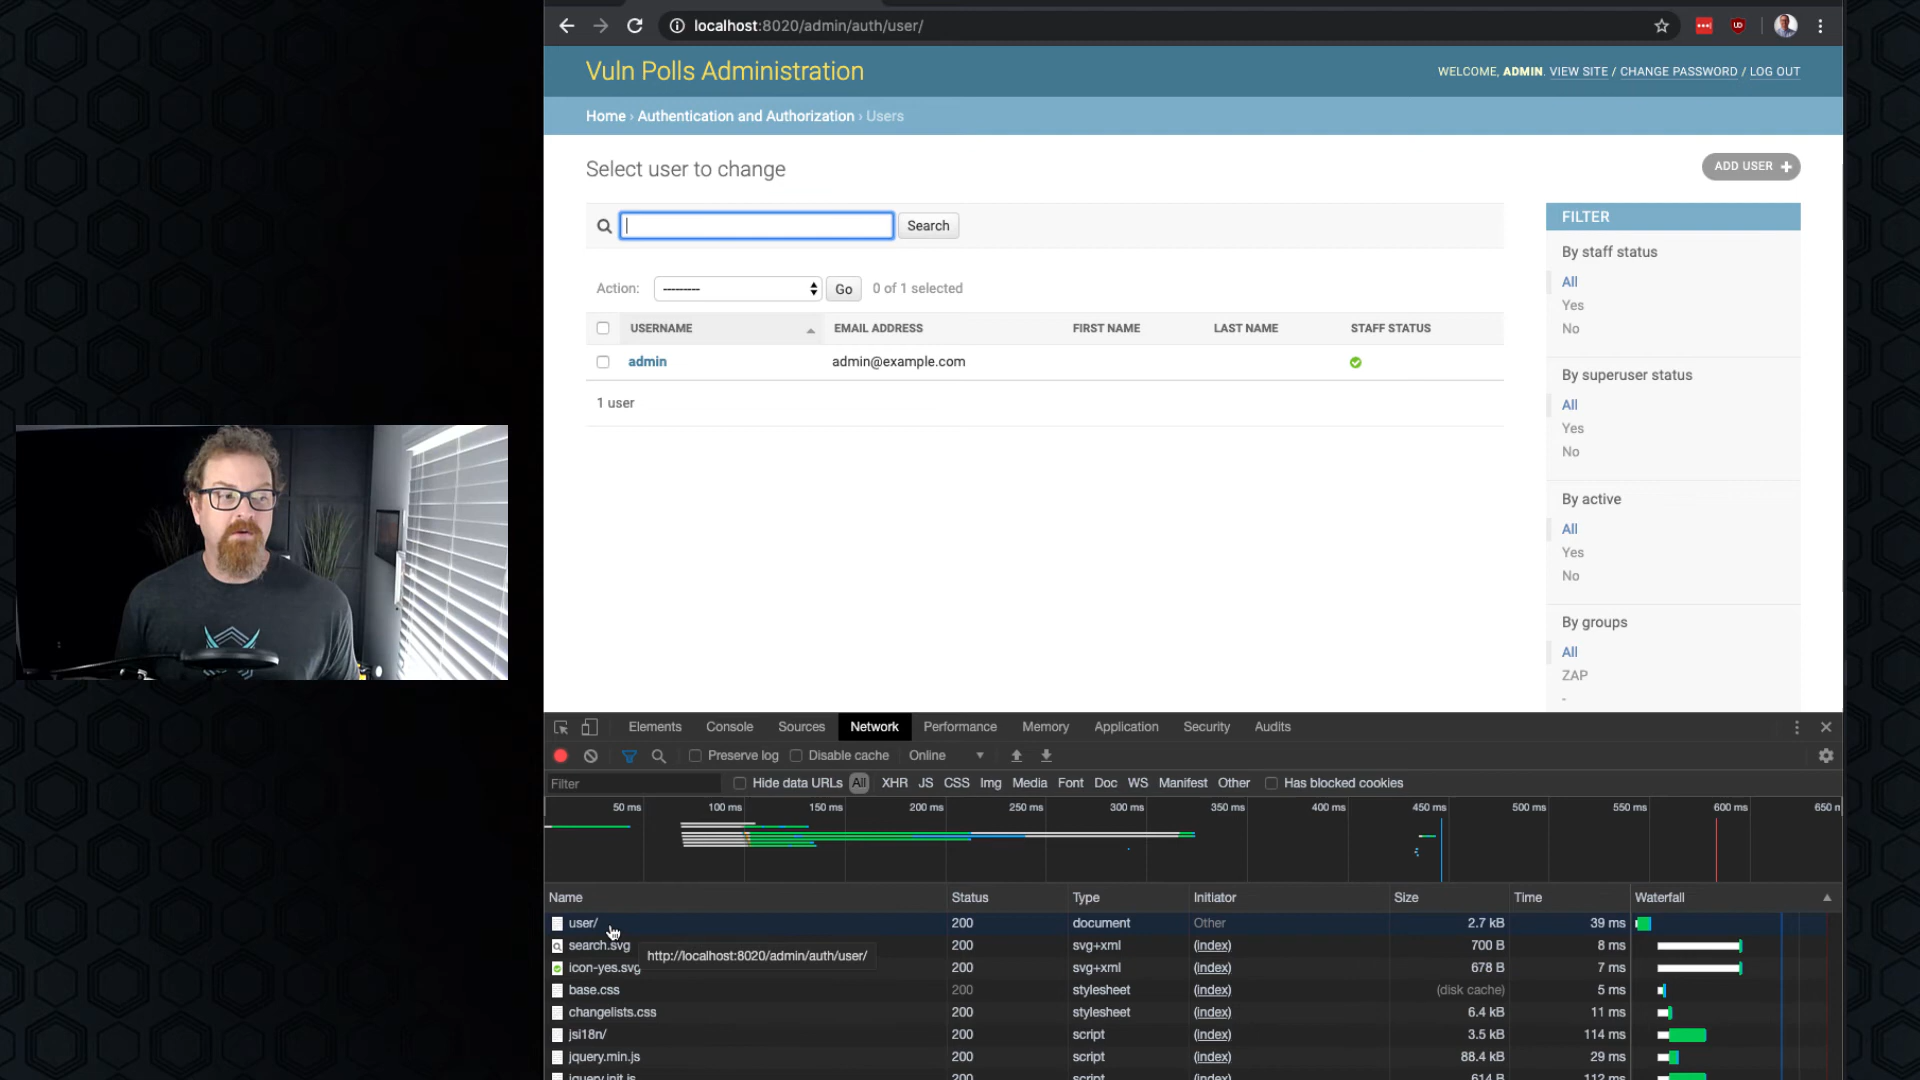 localhost:8020/admin/auth/user/
Vuln Polls Administration
WELCOME, ADMIN. VIEW SITE / CHANGE PASSWORD / LOG OUT
Home › Authentication and Authorization › Users
Select user to change
ADD USER
Search
Action: --------- Go 0 of 1 selected
USERNAME EMAIL ADDRESS FIRST NAME LAST NAME STAFF STATUS
admin admin@example.com
1 user
FILTER
By staff status
All
Yes
No
By superuser status
All
Yes
No
By active
All
Yes
No
By groups
All
ZAP
-
Elements Console Sources Network Performance Memory Application Security Audits
Preserve log Disable cache Online
Filter Hide data URLs All XHR JS CSS Img Media Font Doc WS Manifest Other Has blocked cookies
50 ms 100 ms 150 ms 200 ms 250 ms 300 ms 350 ms 400 ms 450 ms 500 ms 550 ms 600 ms 650 m
Name Status Type Initiator Size Time Waterfall
user/ 200 document Other 2.7 kB 39 ms
search.svg 200 svg+xml (index) 700 B 8 ms
http://localhost:8020/admin/auth/user/
icon-yes.svg 200 svg+xml (index) 678 B 7 ms
base.css 200 stylesheet (index) (disk cache) 5 ms
changelists.css 200 stylesheet (index) 6.4 kB 11 ms
jsi18n/ 200 script (index) 3.5 kB 114 ms
jquery.min.js 200 script (index) 88.4 kB 29 ms
jquery.init.js 200 script (index) 614 B 112 ms